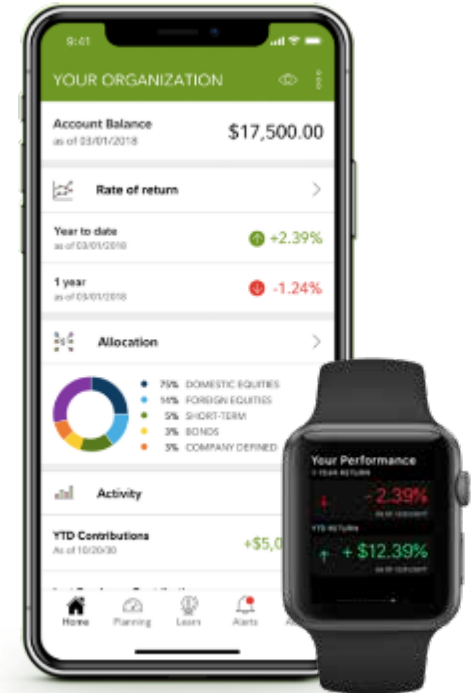 9:41
YOUR ORGANIZATION
Account Balance
as of 03/01/2018
$17,500.00
Rate of return
Year to date
as of 03/01/2018
+2.39%
1 year
as of 03/01/2018
-1.24%
Allocation
75% DOMESTIC EQUITIES
14% FOREIGN EQUITIES
5% SHORT-TERM
3% BONDS
3% COMPANY DEFINED
Activity
YTD Contributions
As of 10/20/30
+$5,0
Home
Planning
Learn
Alerts
Your Performance
1-YEAR RETURN
- 2.39%
YTD RETURN
+ $12.39%